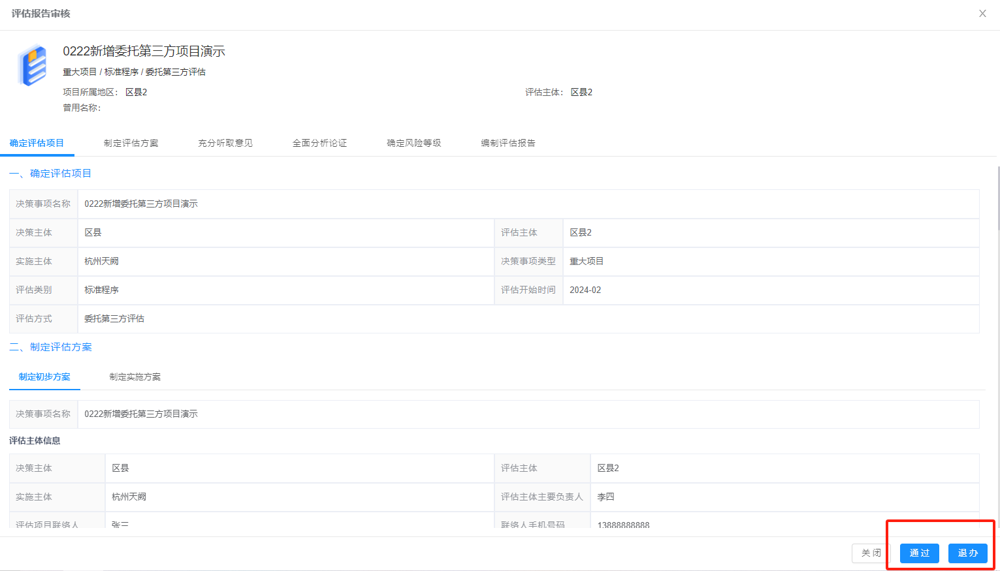 评估报告审核
X
0222新增委托第三方项目演示
重大项目 / 标准程序 / 委托第三方评估
项目所属地区： 区县2 评估主体： 区县2
曾用名称：
确定评估项目 制定评估方案 充分听取意见 全面分析论证 确定风险等级 编制评估报告
一、确定评估项目
决策事项名称 0222新增委托第三方项目演示
决策主体 区县 评估主体 区县2
实施主体 杭州天阙 决策事项类型 重大项目
评估类别 标准程序 评估开始时间 2024-02
评估方式 委托第三方评估
二、制定评估方案
制定初步方案 制定实施方案
决策事项名称 0222新增委托第三方项目演示
评估主体信息
决策主体 区县 评估主体 区县2
实施主体 杭州天阙 评估主体主要负责人 李四
评估项目联络人 张三 联络人手机号码 13888888888
关闭 通过 退办